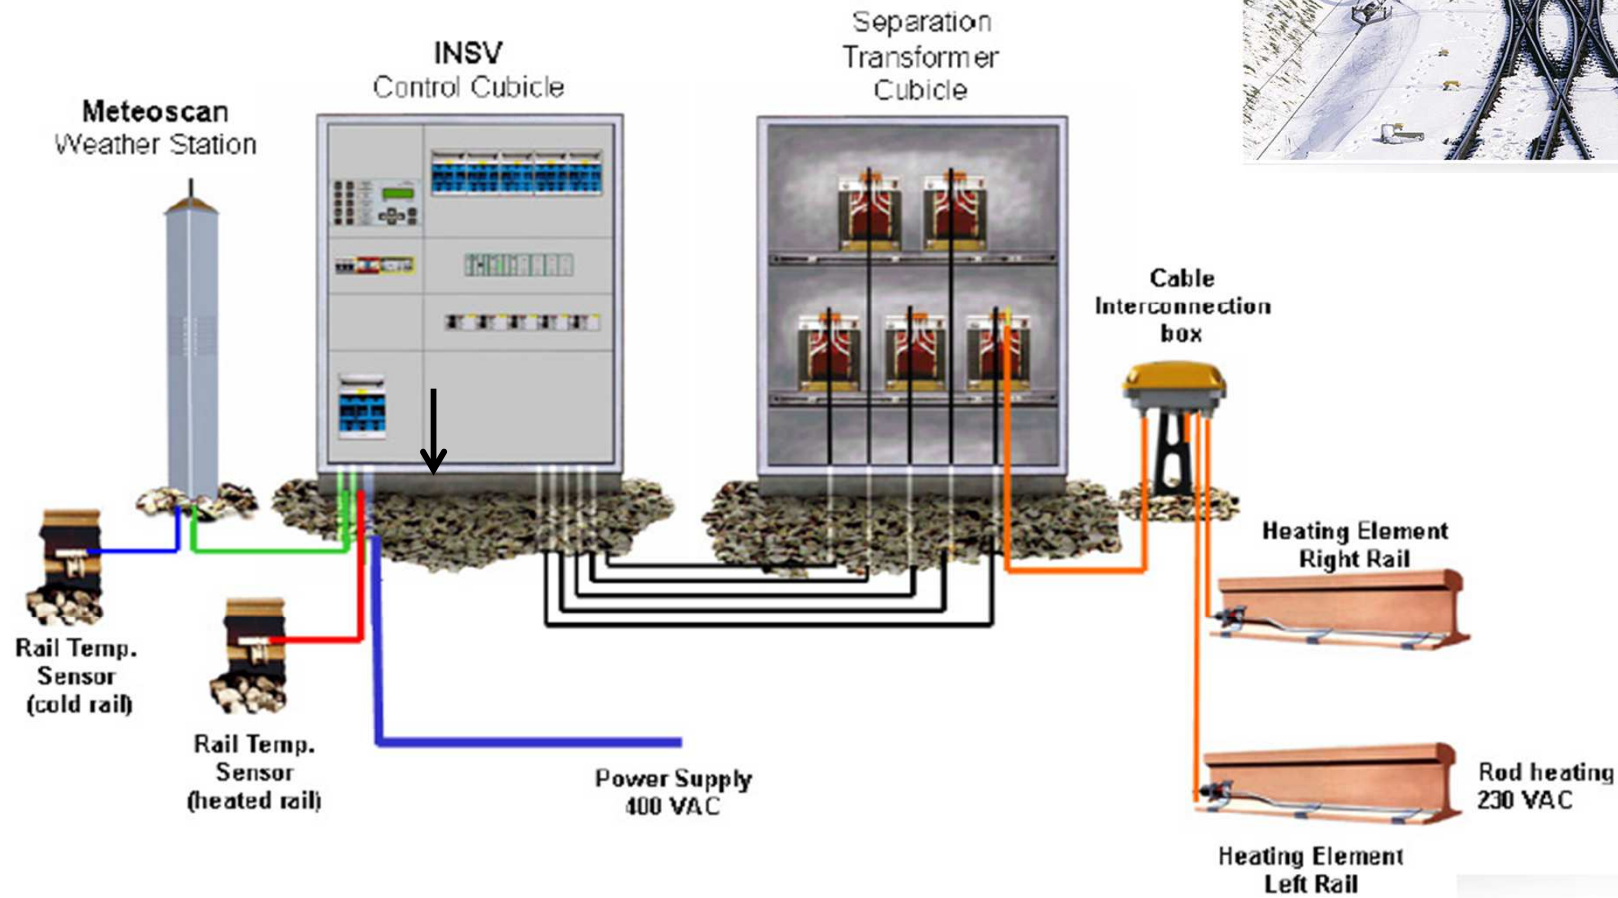 Meteoscan
Weather Station
INSV
Control Cubicle
Separation
Transformer
Cubicle
Cable
Interconnection
box
Heating Element
Right Rail
Rail Temp.
Sensor
(cold rail)
Rail Temp.
Sensor
(heated rail)
Power Supply
400 VAC
Rod heating
230 VAC
Heating Element
Left Rail